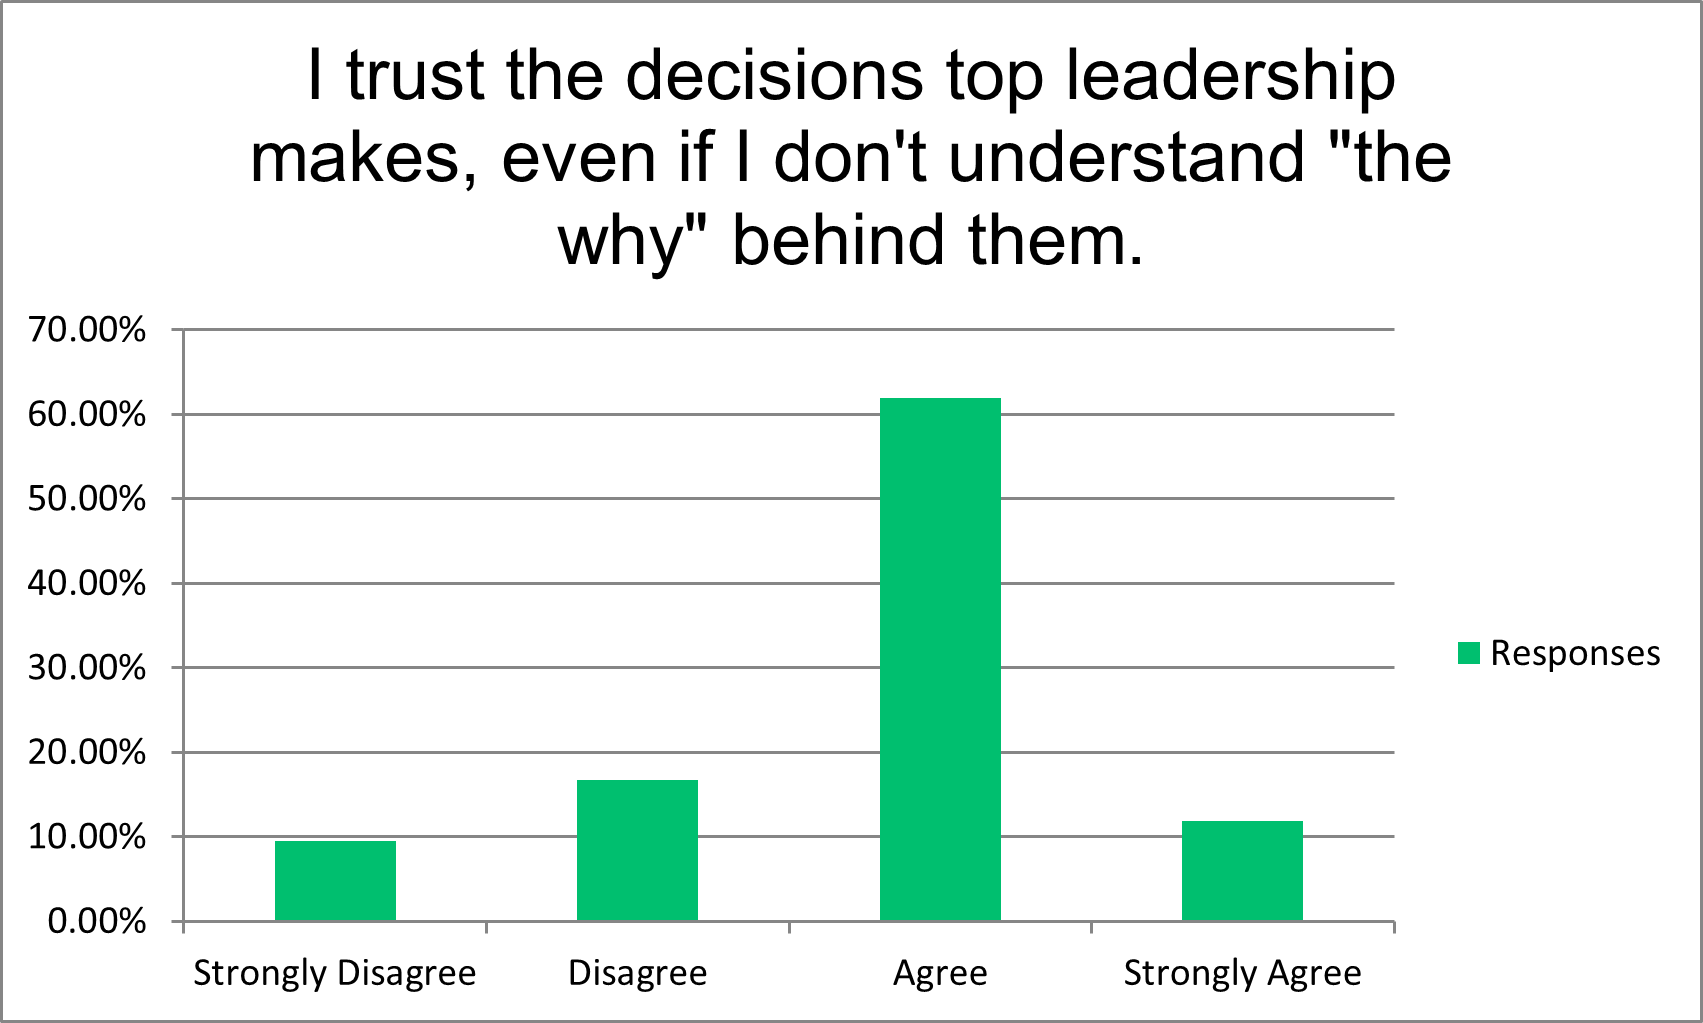 I trust the decisions top leadership
makes, even if I don't understand "the
why" behind them.
70.00%
60.00%
50.00%
40.00%
30.00%
20.00%
10.00%
0.00%
Strongly Disagree
Disagree
Agree
Strongly Agree
Responses